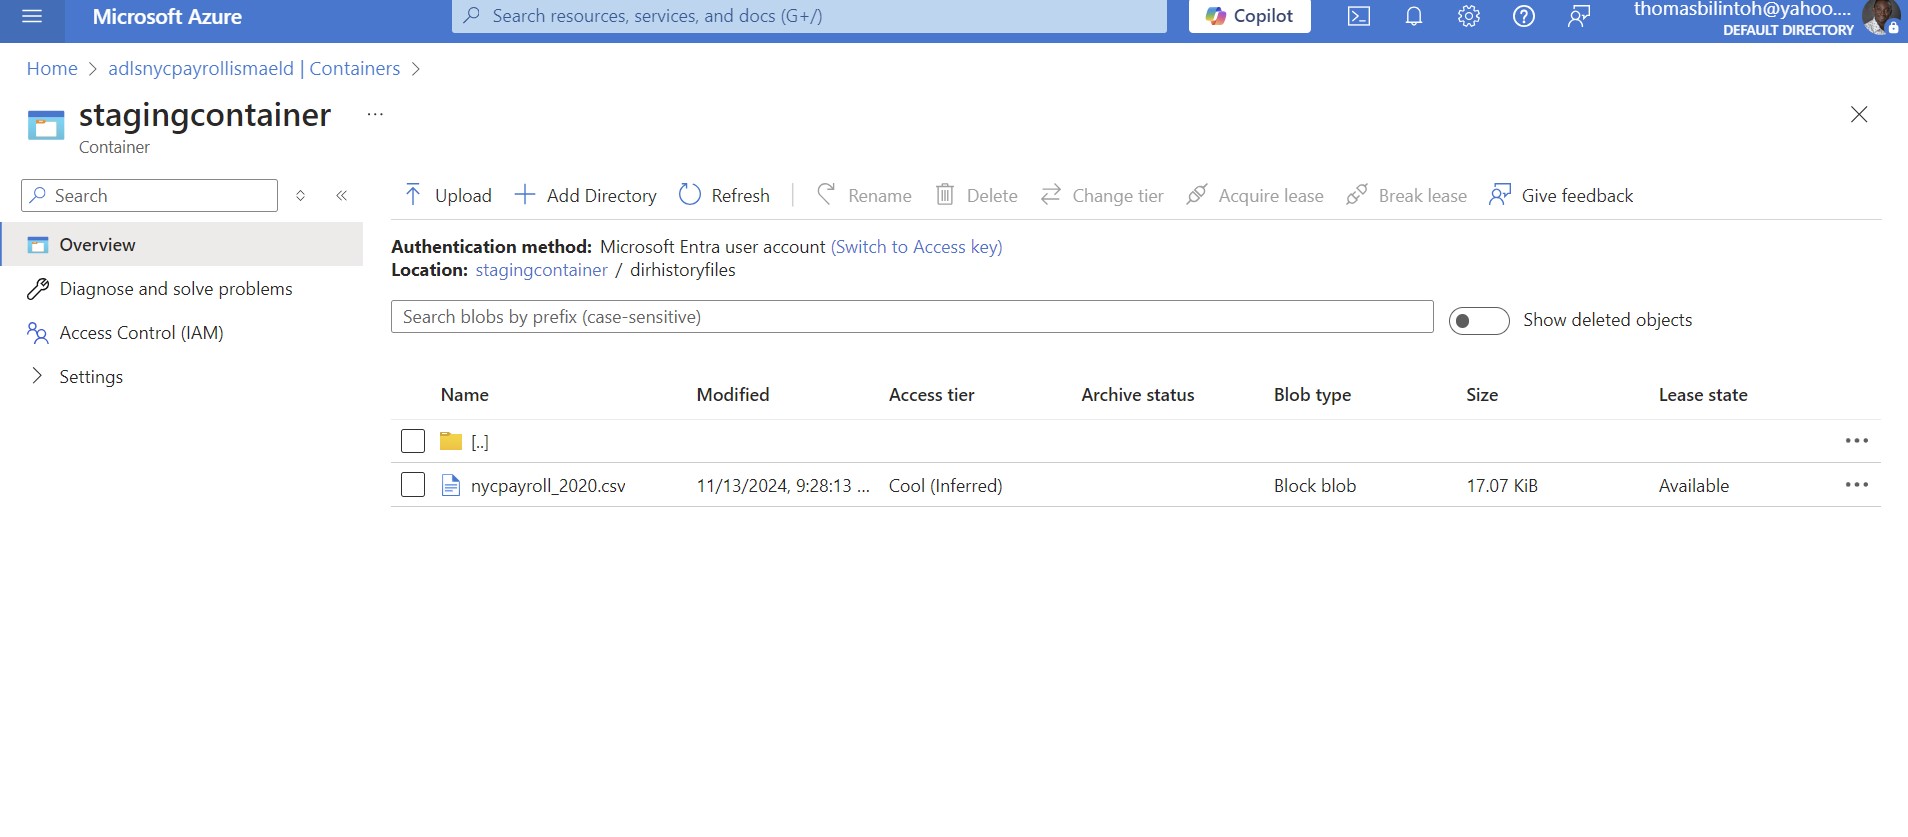 Microsoft Azure
Search resources, services, and docs (G+/)
Copilot
thomasbilintoh@yahoo....
DEFAULT DIRECTORY
Home > adlsnycpayrollismaeld | Containers >
stagingcontainer ...
Container
Search
Upload
Add Directory
Refresh
Rename
Delete
Change tier
Acquire lease
Break lease
Give feedback
Overview
Diagnose and solve problems
Access Control (IAM)
Settings
Authentication method: Microsoft Entra user account (Switch to Access key)
Location: stagingcontainer / dirhistoryfiles
Search blobs by prefix (case-sensitive)
Show deleted objects
Name Modified Access tier Archive status Blob type Size Lease state
[..]
nycpayroll_2020.csv 11/13/2024, 9:28:13 ... Cool (Inferred) Block blob 17.07 KiB Available